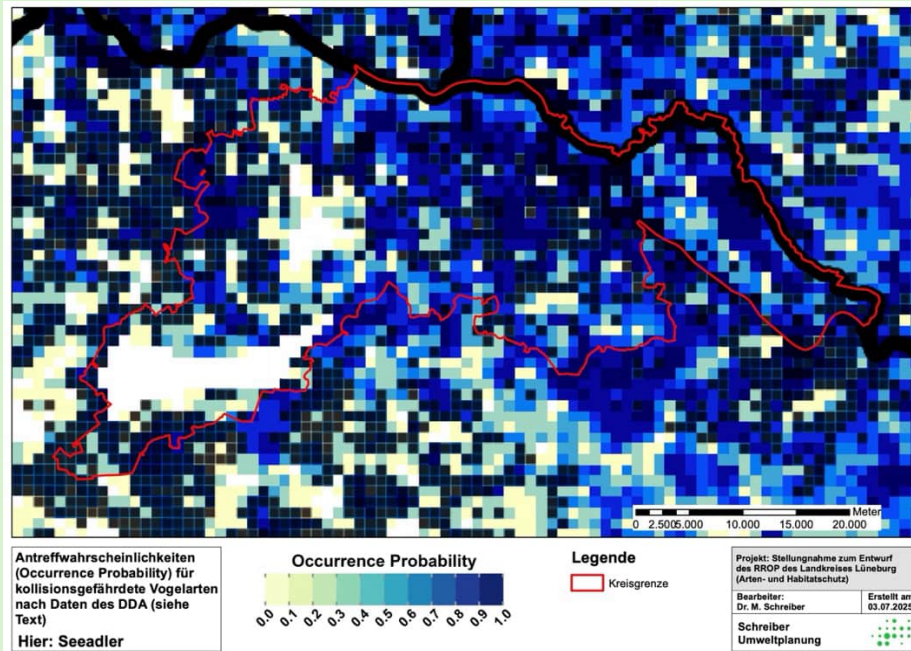 Meter
0 2.500 5.000 10.000 15.000 20.000
Antreffwahrscheinlichkeiten
(Occurrence Probability) für
kollisionsgefährdete Vogelarten
nach Daten des DDA (siehe
Text)
Hier: Seeadler
Occurrence Probability
0.0 0.1 0.2 0.3 0.4 0.5 0.6 0.7 0.8 0.9 1.0
Legende
Kreisgrenze
Projekt: Stellungnahme zum Entwurf
des RROP des Landkreises Lüneburg
(Arten- und Habitatschutz)
Bearbeiter:
Dr. M. Schreiber
Erstellt am
03.07.2025
Schreiber
Umweltplanung